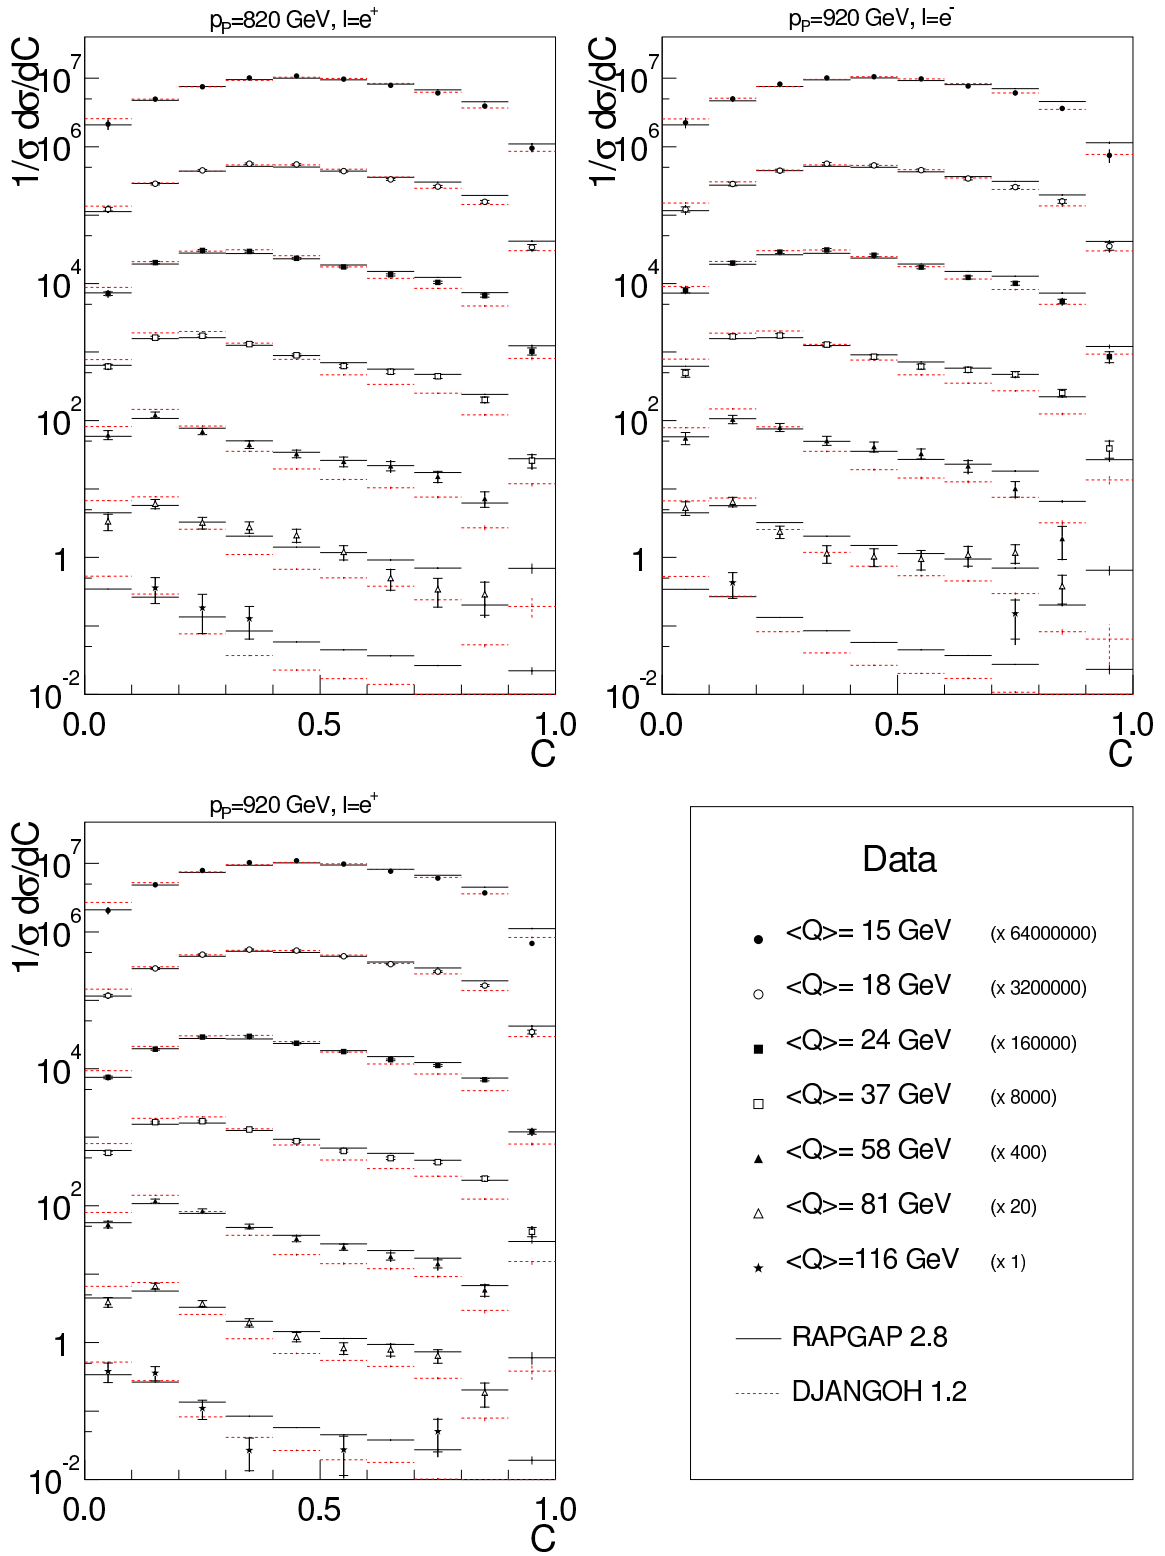 p_P=820 GeV, l=e^+
1/σ dσ/dC
10^7
10^6
10^4
10^2
1
10^-2
0.0 0.5 1.0
C
p_P=920 GeV, l=e^-
1/σ dσ/dC
10^7
10^6
10^4
10^2
1
10^-2
0.0 0.5 1.0
C
p_P=920 GeV, l=e^+
1/σ dσ/dC
10^7
10^6
10^4
10^2
1
10^-2
0.0 0.5 1.0
C
Data
<Q>= 15 GeV (x 64000000)
<Q>= 18 GeV (x 3200000)
<Q>= 24 GeV (x 160000)
<Q>= 37 GeV (x 8000)
<Q>= 58 GeV (x 400)
<Q>= 81 GeV (x 20)
<Q>=116 GeV (x 1)
RAPGAP 2.8
DJANGOH 1.2